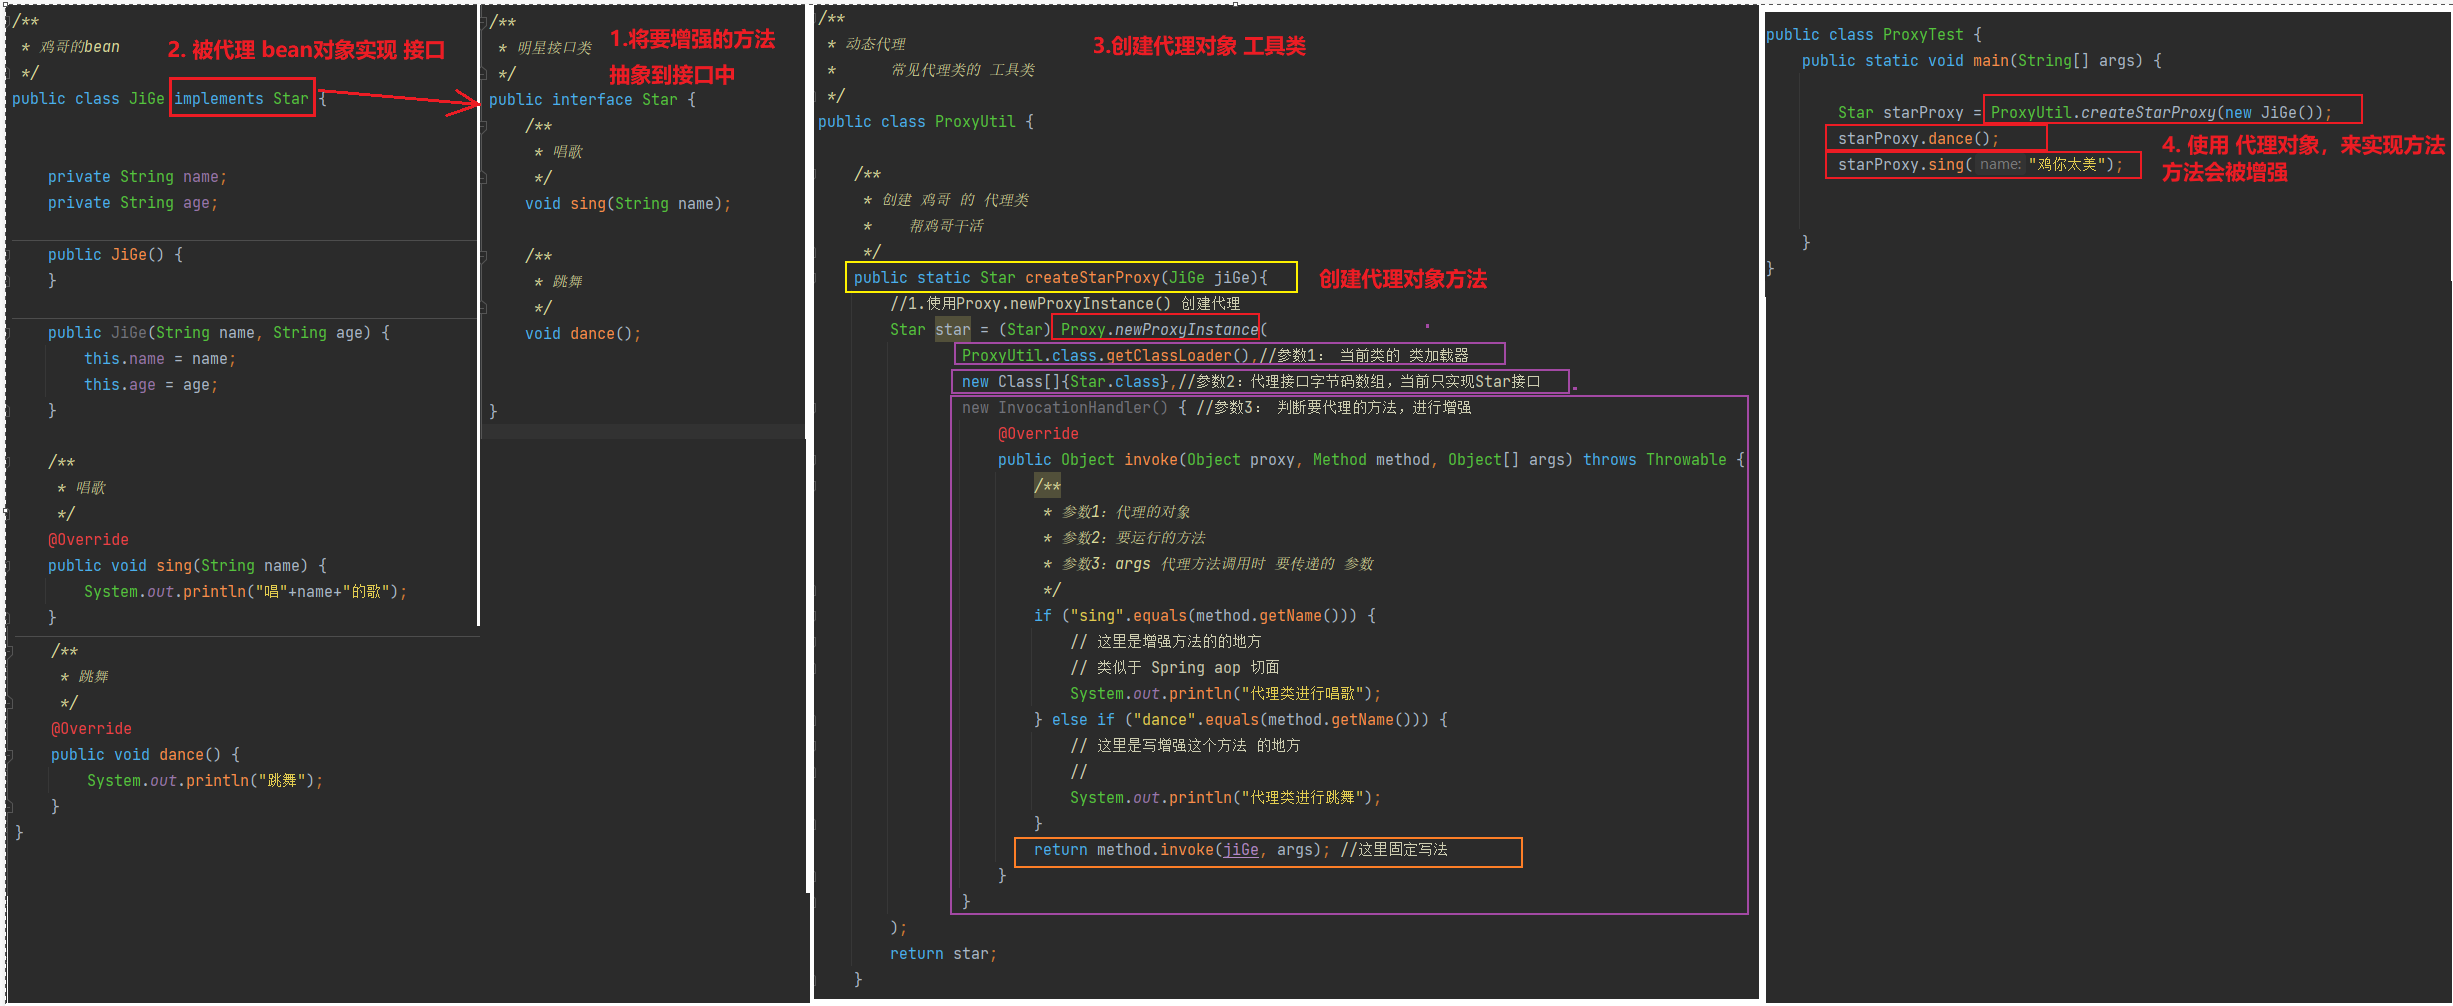 /**
* 鸡哥的bean
*/
2. 被代理 bean对象实现 接口
public class JiGe implements Star {
private String name;
private String age;
public JiGe() {
}
public JiGe(String name, String age) {
this.name = name;
this.age = age;
}
/**
* 唱歌
*/
@Override
public void sing(String name) {
System.out.println("唱"+name+"的歌");
}
/**
* 跳舞
*/
@Override
public void dance() {
System.out.println("跳舞");
}
}
/**
* 明星接口类
*/
1.将要增强的方法
抽象到接口中
public interface Star {
/**
* 唱歌
*/
void sing(String name);
/**
* 跳舞
*/
void dance();
}
/**
* 动态代理
* 常见代理类的 工具类
*/
3.创建代理对象 工具类
public class ProxyUtil {
/**
* 创建 鸡哥 的 代理类
* 帮鸡哥干活
*/
public static Star createStarProxy(JiGe jiGe){
创建代理对象方法
//1.使用Proxy.newProxyInstance() 创建代理
Star star = (Star) Proxy.newProxyInstance(
ProxyUtil.class.getClassLoader(),//参数1: 当前类的 类加载器
new Class[]{Star.class},//参数2:代理接口字节码数组，当前只实现Star接口
new InvocationHandler() { //参数3: 判断要代理的方法，进行增强
@Override
public Object invoke(Object proxy, Method method, Object[] args) throws Throwable {
/**
* 参数1：代理的对象
* 参数2：要运行的方法
* 参数3：args 代理方法调用时 要传递的 参数
*/
if ("sing".equals(method.getName())) {
// 这里是增强方法的的地方
// 类似于 Spring aop 切面
System.out.println("代理类进行唱歌");
} else if ("dance".equals(method.getName())) {
// 这里是写增强这个方法 的地方
//
System.out.println("代理类进行跳舞");
}
return method.invoke(jiGe, args); //这里固定写法
}
}
);
return star;
}
public class ProxyTest {
public static void main(String[] args) {
Star starProxy = ProxyUtil.createStarProxy(new JiGe());
starProxy.dance();
starProxy.sing( name: "鸡你太美");
4. 使用 代理对象，来实现方法
方法会被增强
}
}